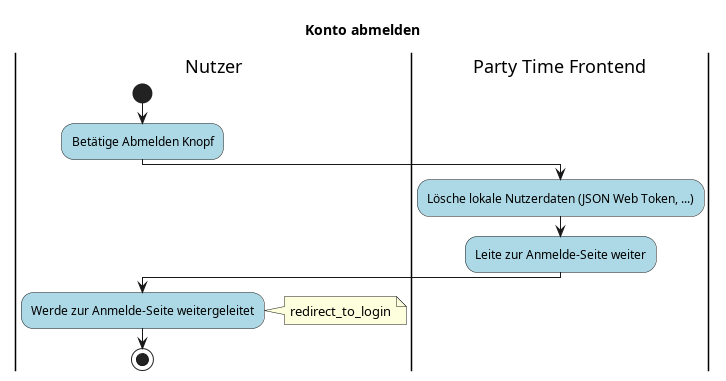 Konto abmelden
Nutzer
Party Time Frontend
Betätige Abmelden Knopf
Lösche lokale Nutzerdaten (JSON Web Token, ...)
Leite zur Anmelde-Seite weiter
Werde zur Anmelde-Seite weitergeleitet
redirect_to_login